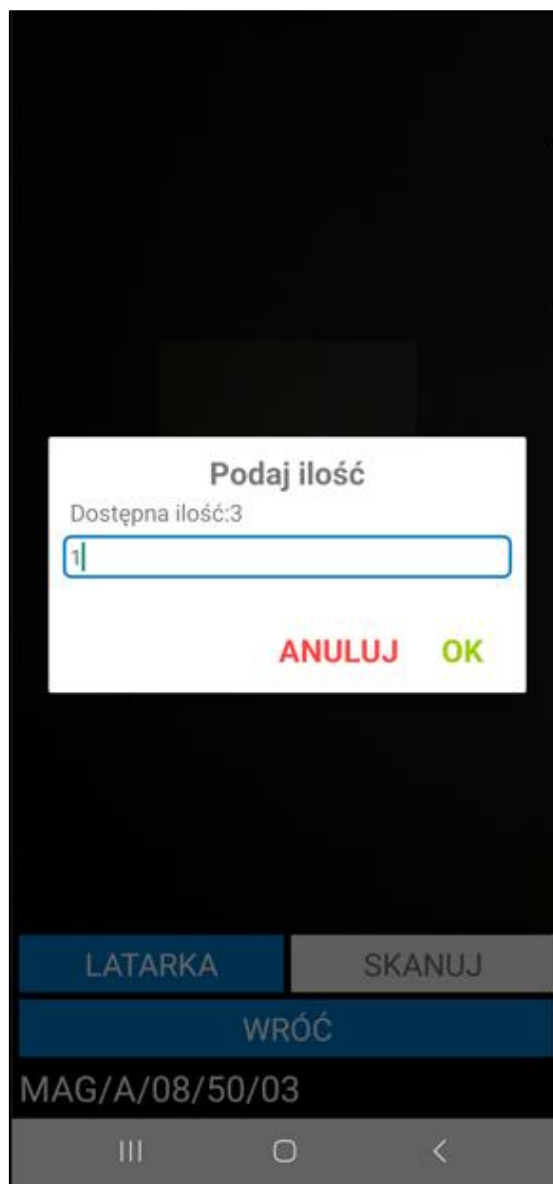 Podaj ilość
Dostępna ilość:3
1
ANULUJ OK
LATARKA SKANUJ
WRÓĆ
MAG/A/08/50/03